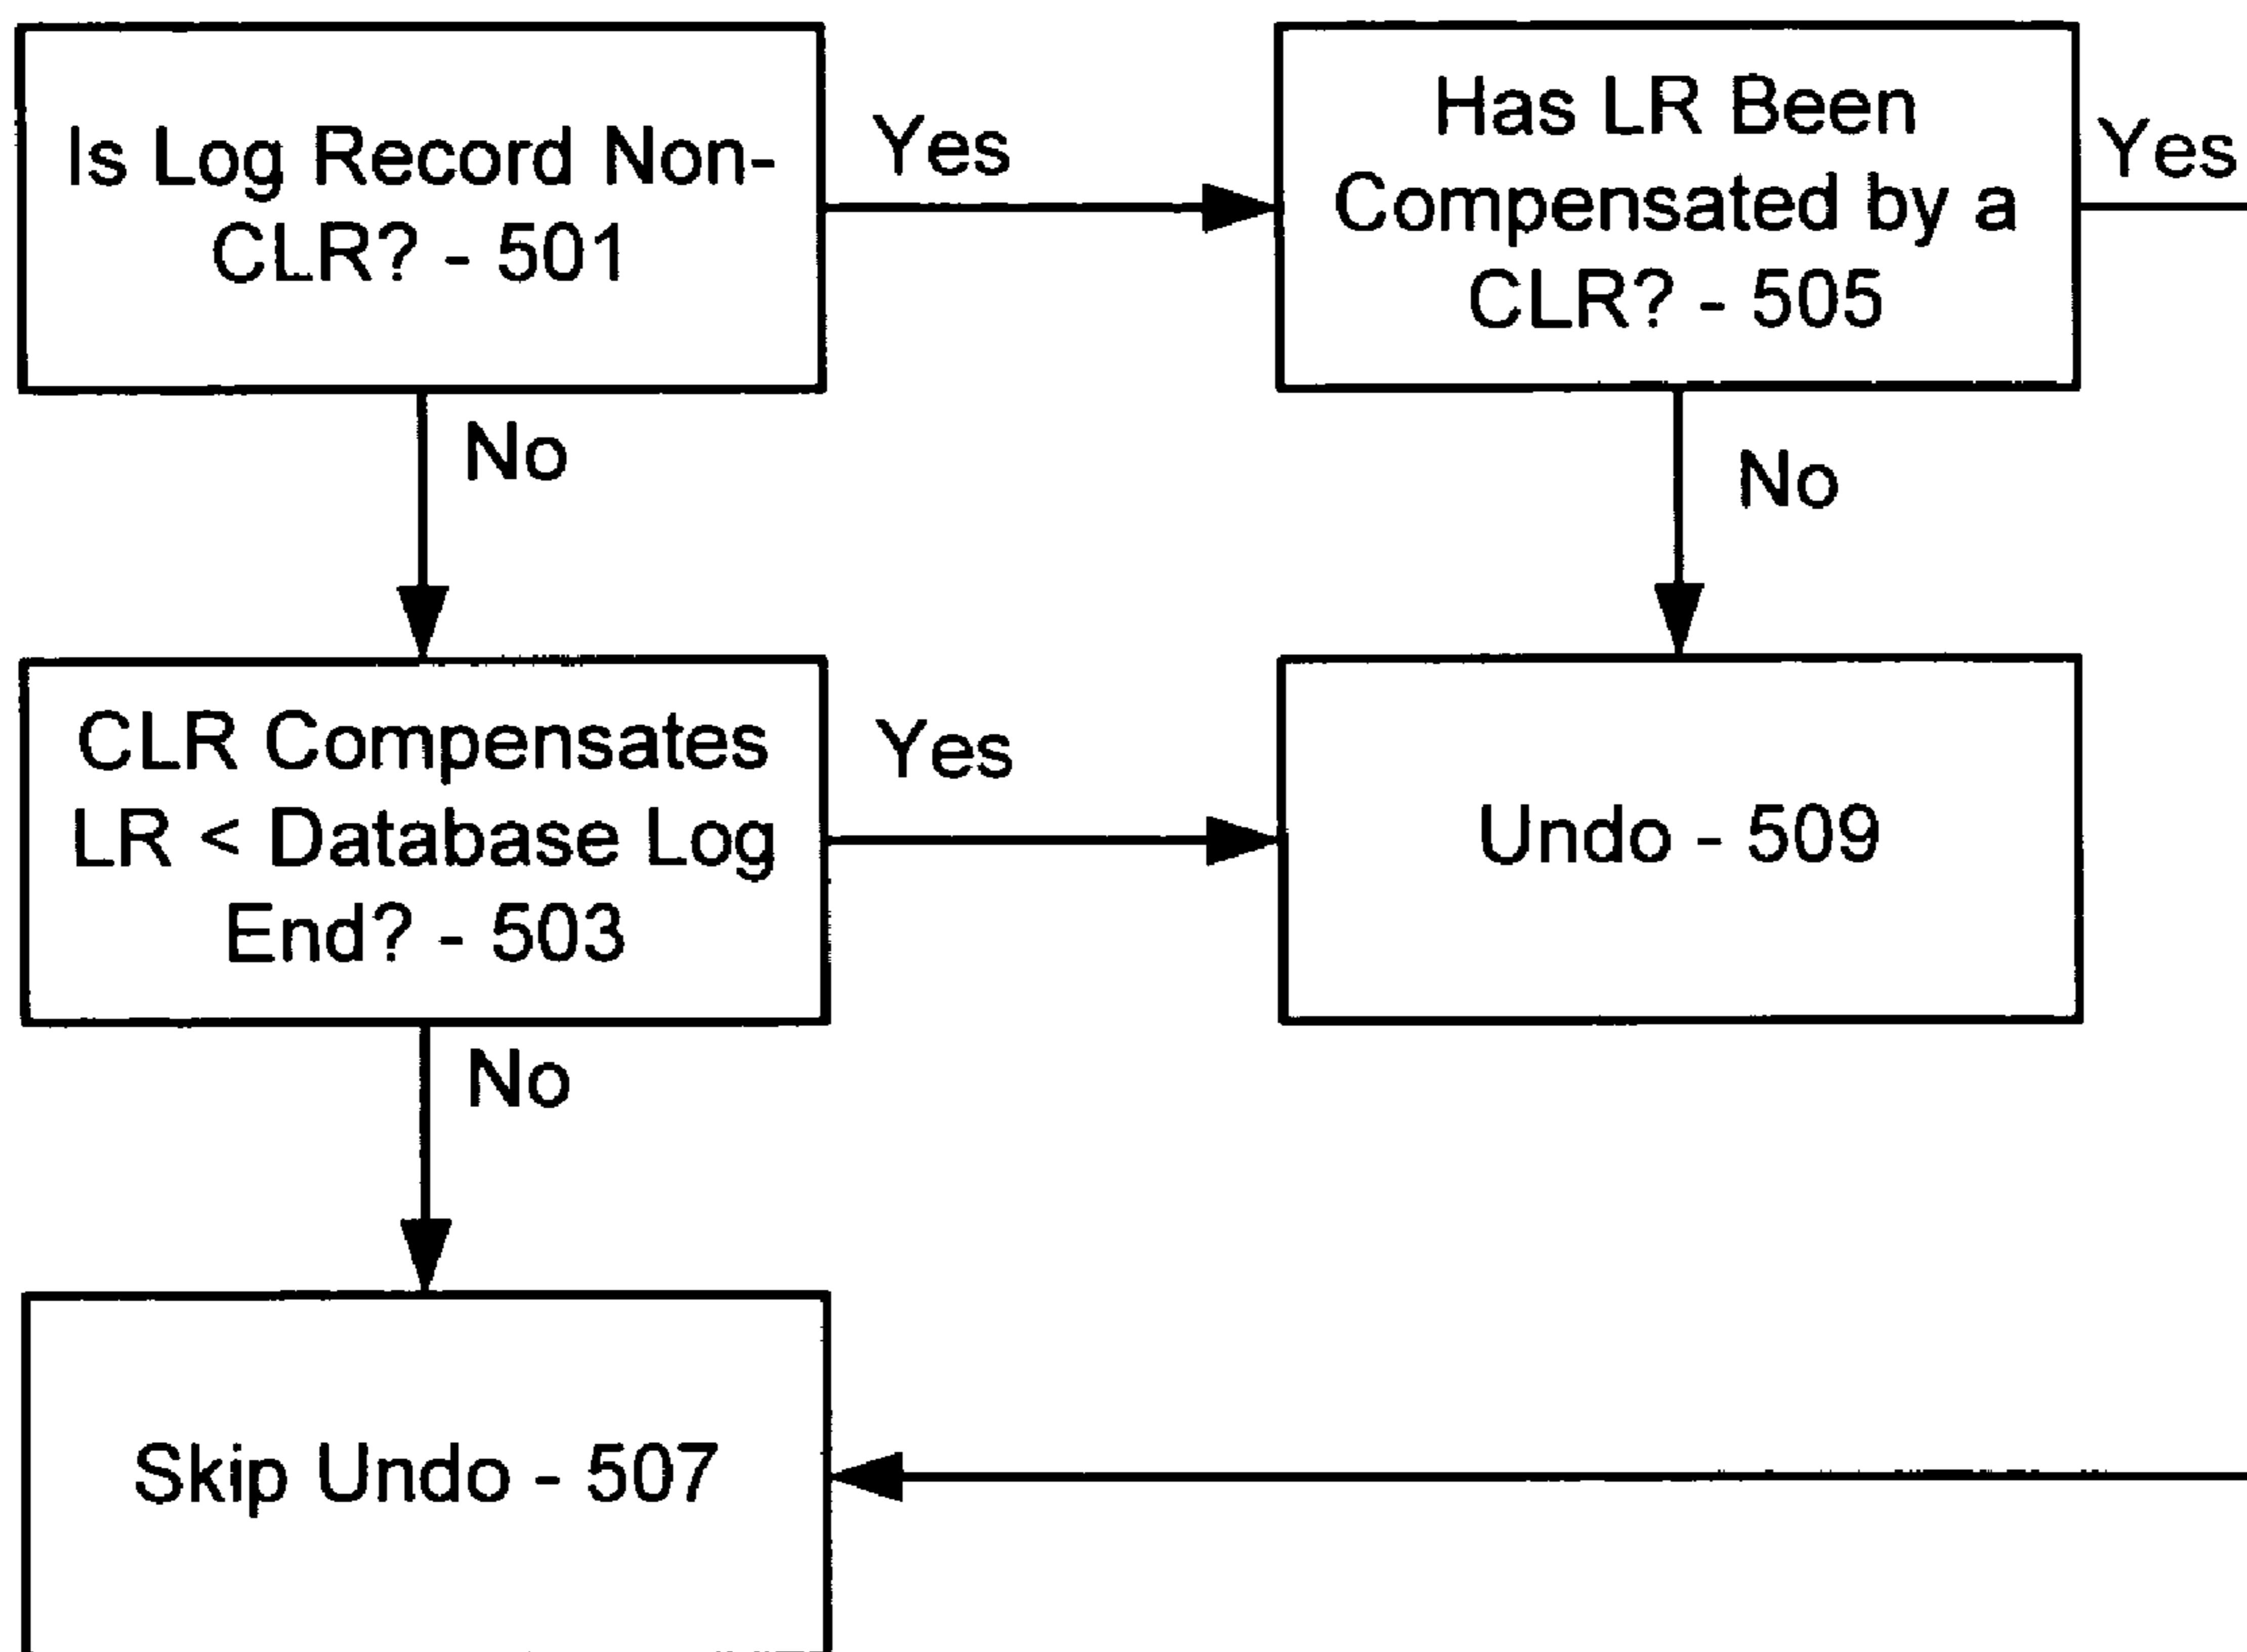 Is Log Record Non-
CLR? - 501
Yes
Has LR Been
Compensated by a
CLR? - 505
Yes
No
No
CLR Compensates
LR < Database Log
End? - 503
Yes
Undo - 509
No
Skip Undo - 507